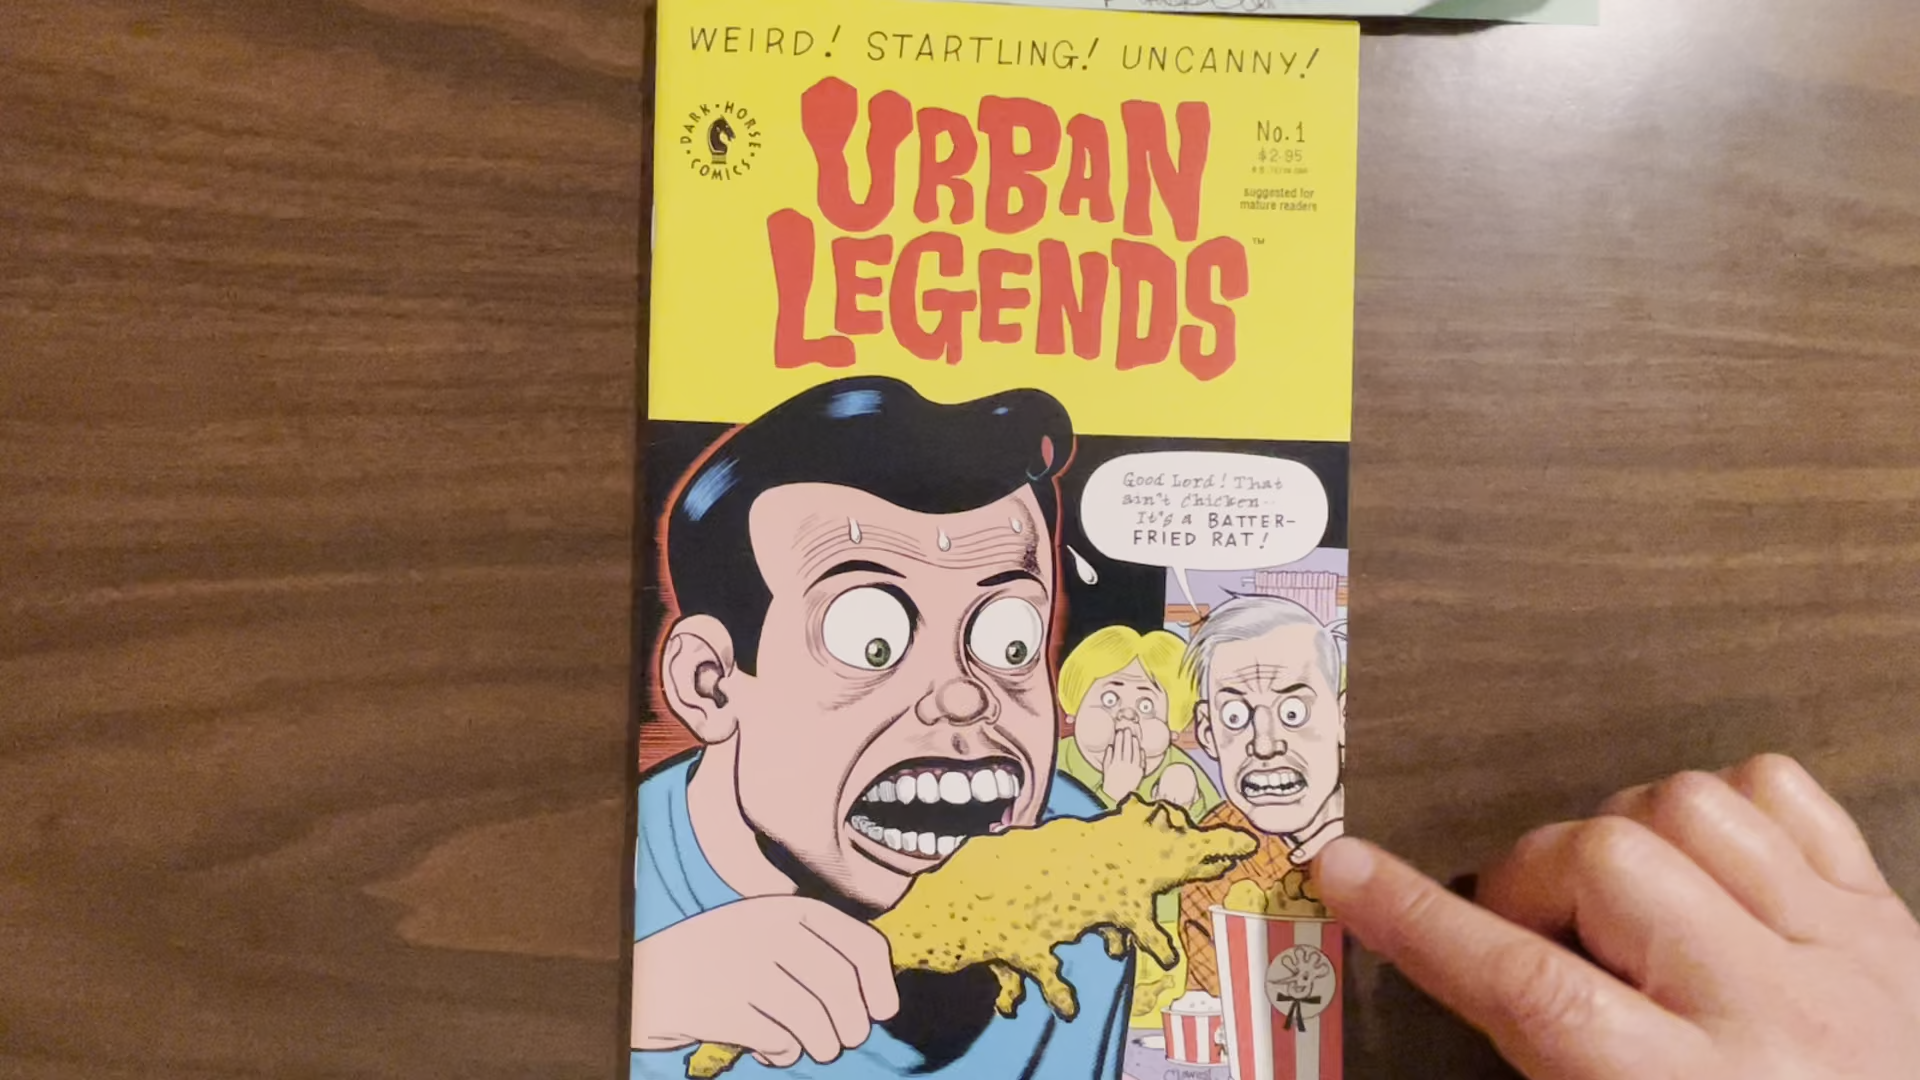 WEIRD! STARTLING! UNCANNY!
DARK·HORSE·COMICS
URBAN
LEGENDS
TM
No. 1
$2.95
suggested for
mature readers
Good Lord! That
ain't chicken--
It's a BATTER-
FRIED RAT!